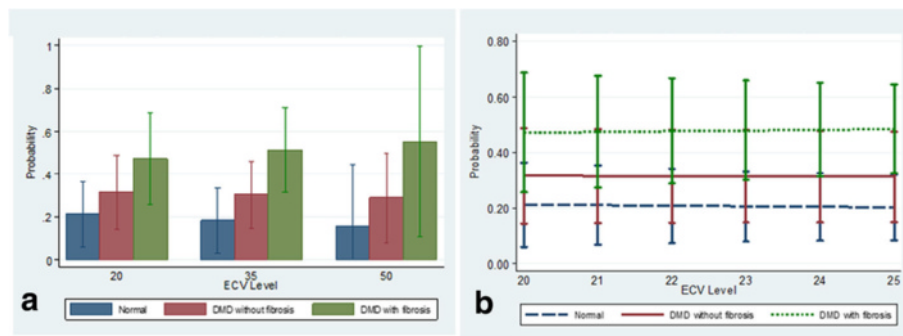 1
.8
.6
.4
.2
0
Probability
20
35
50
ECV Level
Normal
DMD without fibrosis
DMD with fibrosis
a
0.80
0.60
0.40
0.20
0.00
Probability
20
21
22
23
24
25
ECV Level
Normal
DMD without fibrosis
DMD with fibrosis
b